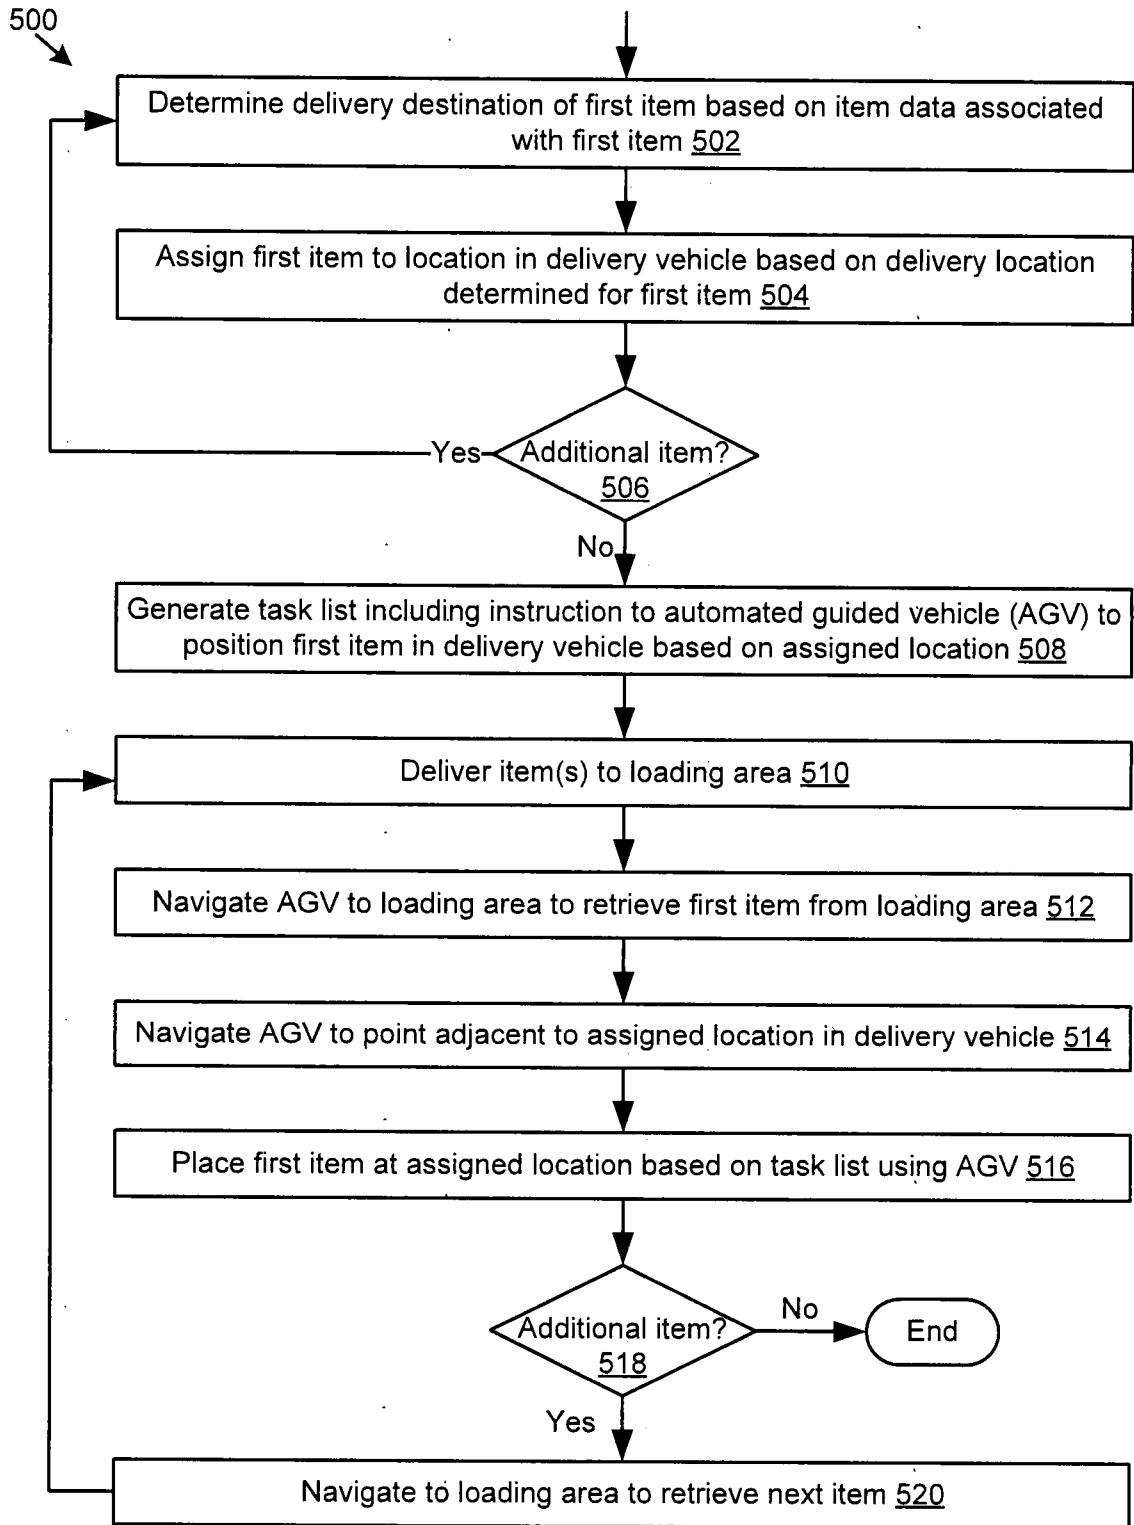 500
Determine delivery destination of first item based on item data associated
with first item 502
Assign first item to location in delivery vehicle based on delivery location
determined for first item 504
Yes
Additional item?
506
No
Generate task list including instruction to automated guided vehicle (AGV) to
position first item in delivery vehicle based on assigned location 508
Deliver item(s) to loading area 510
Navigate AGV to loading area to retrieve first item from loading area 512
Navigate AGV to point adjacent to assigned location in delivery vehicle 514
Place first item at assigned location based on task list using AGV 516
Additional item?
518
No
End
Yes
Navigate to loading area to retrieve next item 520